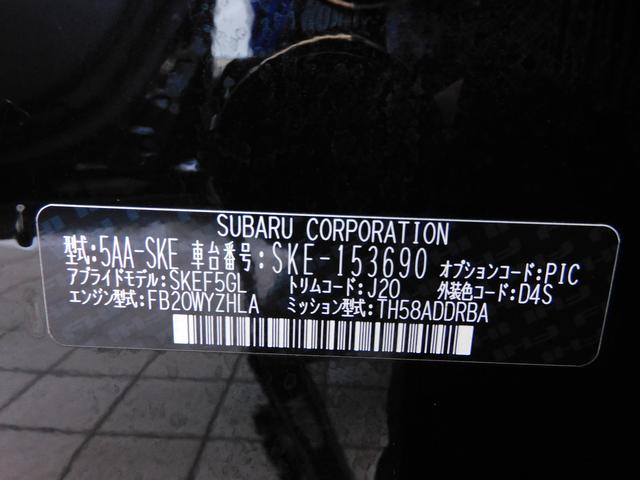 SUBARU CORPORATION
型式:5AA-SKE 車台番号:SKE-153690 オプションコード:PIC
アプライドモデル:SKEF5GL トリムコード:J20 外装色コード:D4S
エンジン型式:FB20WYZHLA ミッション型式:TH58ADDRBA